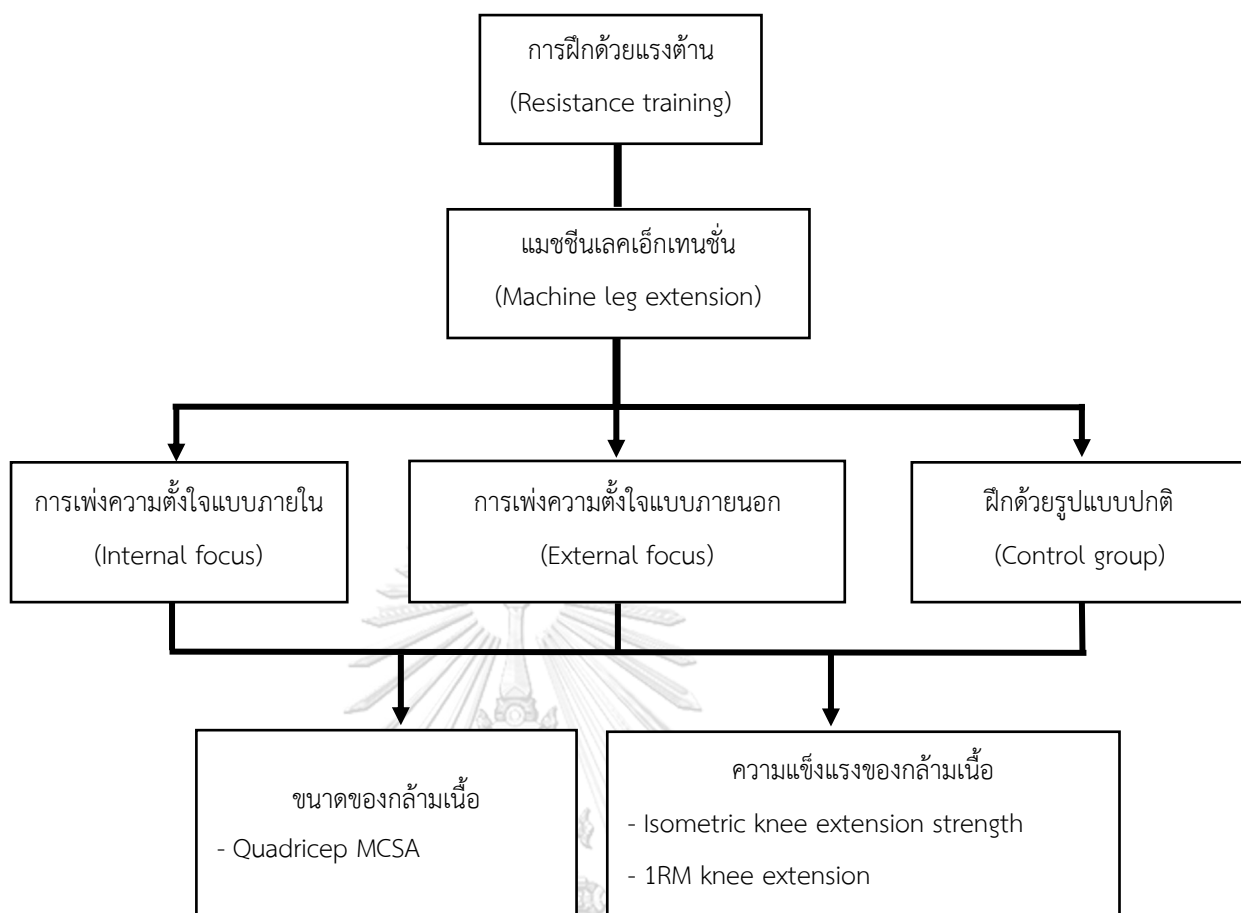 การฝึกด้วยแรงต้าน
(Resistance training)
แมชชีนเลคเอ็กเทนชั่น
(Machine leg extension)
การเพ่งความตั้งใจแบบภายใน
(Internal focus)
การเพ่งความตั้งใจแบบภายนอก
(External focus)
ฝึกด้วยรูปแบบปกติ
(Control group)
ขนาดของกล้ามเนื้อ
- Quadricep MCSA
ความแข็งแรงของกล้ามเนื้อ
- Isometric knee extension strength
- 1RM knee extension